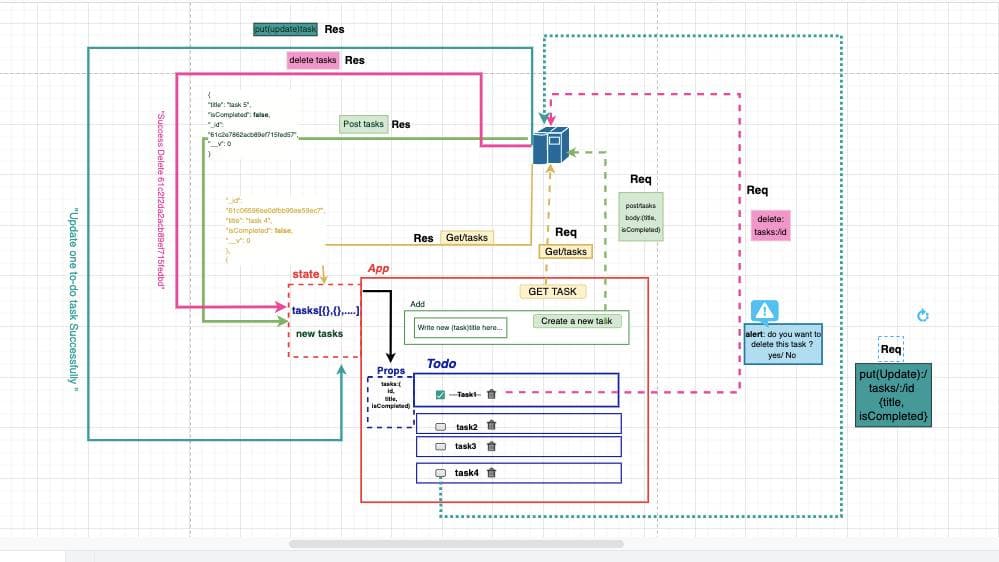 put(update)task Res
delete tasks Res
{
"title": "task 5",
"isCompleted": false,
"_id":
"61c2e7862acb89ef715fed57",
"__v": 0
}
Post tasks Res
"Success Delete 61c2f2da2acb89ef715fedbd"
"Update one to-do task Successfully "
"_id":
"title": "task 4",
"isCompleted": false,
"__v": 0
},
{
Res Get/tasks
Req
Get/tasks
Req
post/tasks
body:{title,
isCompleted}
Req
delete:
tasks:/id
state
App
GET TASK
tasks[{},{},....]
new tasks
Add
Write new (task)title here...
Create a new task
alert: do you want to
delete this task ?
yes/ No
Req
put(Update):/
tasks/:/id
{title,
isCompleted}
Props
tasks:{
id,
title,
isCompleted}
Todo
Task1
task2
task3
task4